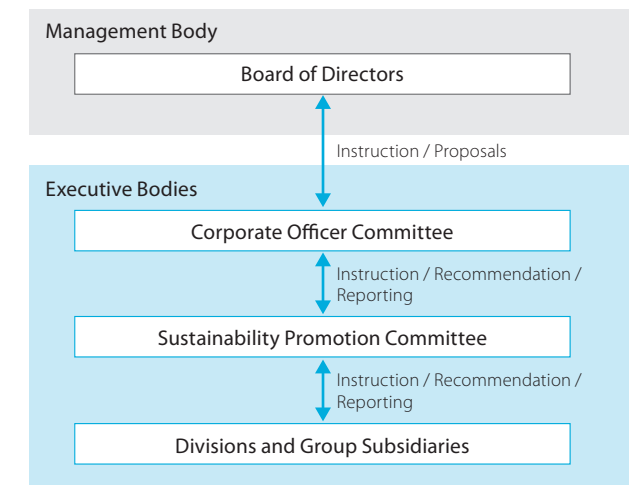 Management Body
Board of Directors
Instruction / Proposals
Executive Bodies
Corporate Officer Committee
Instruction / Recommendation /
Reporting
Sustainability Promotion Committee
Instruction / Recommendation /
Reporting
Divisions and Group Subsidiaries